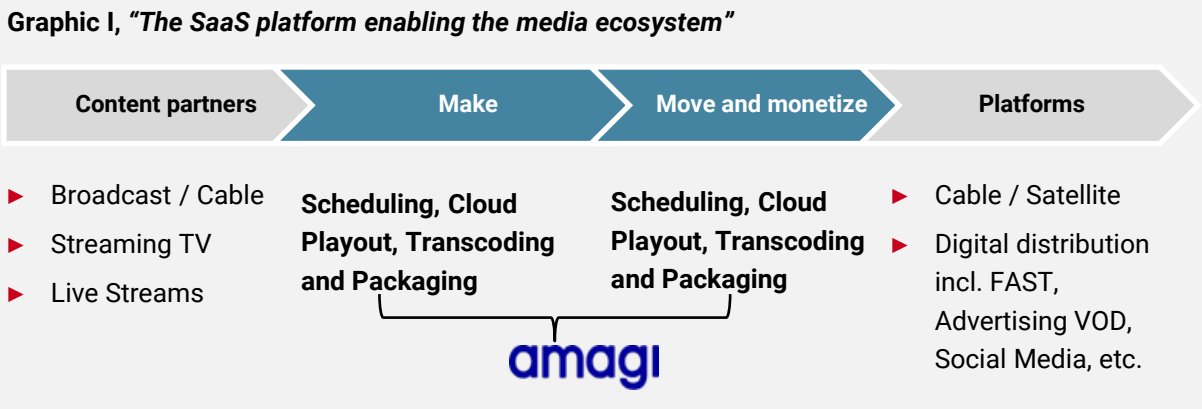 Graphic I, “The SaaS platform enabling the media ecosystem”
Content partners
Make
Move and monetize
Platforms
► Broadcast / Cable
► Streaming TV
► Live Streams
Scheduling, Cloud
Playout, Transcoding
and Packaging
Scheduling, Cloud
Playout, Transcoding
and Packaging
amagi
► Cable / Satellite
► Digital distribution
incl. FAST,
Advertising VOD,
Social Media, etc.